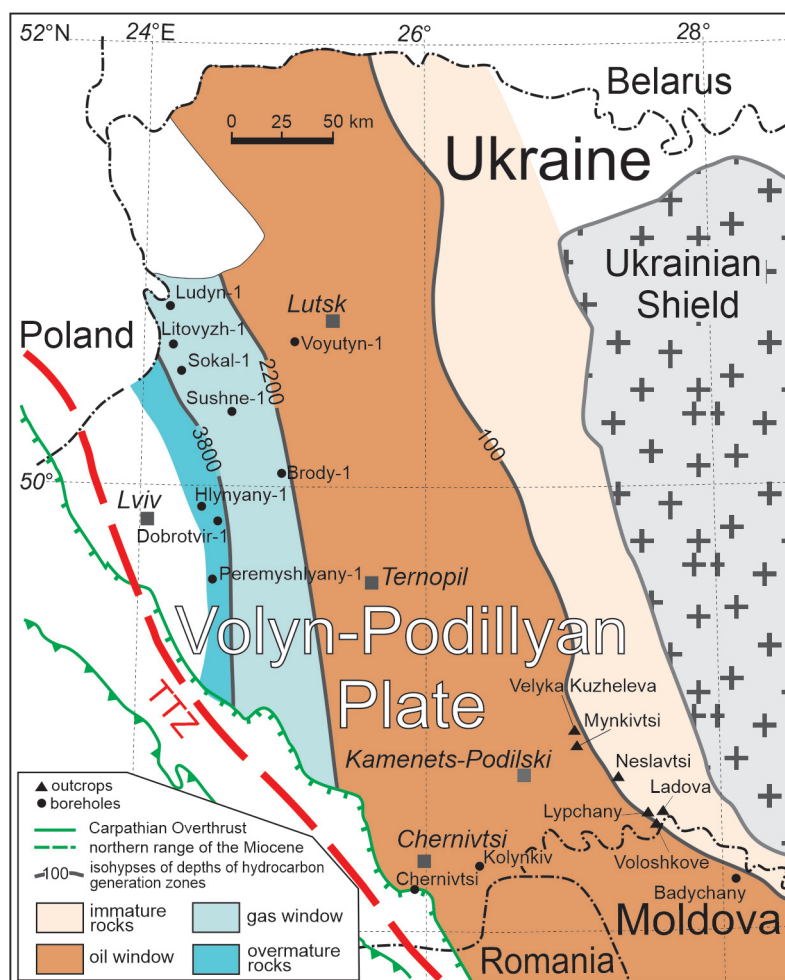 52°N
24°E
26°
28°
Belarus
0 25 50 km
Ukraine
Ukrainian
Shield
Ludyn-1
Lutsk
Litovyzh-1
Poland
Voyutyn-1
Sokal-1
2200
Sushne-1
3800
100
50°
Brody-1
Hlynyany-1
Lviv
Dobrotvir-1
Peremyshlyany-1
Ternopil
Volyn-Podillyan
Plate
TTZ
Velyka Kuzheleva
Mynkivtsi
Kamenets-Podilski
Neslavtsi
Ladova
Lypchany
Chernivtsi
Kolynkiv
Voloshkove
Chernivtsi
Badychany
Moldova
Romania
outcrops
boreholes
Carpathian Overthrust
northern range of the Miocene
100 isohypses of depths of hydrocarbon
generation zones
immature
rocks
gas window
oil window
overmature
rocks